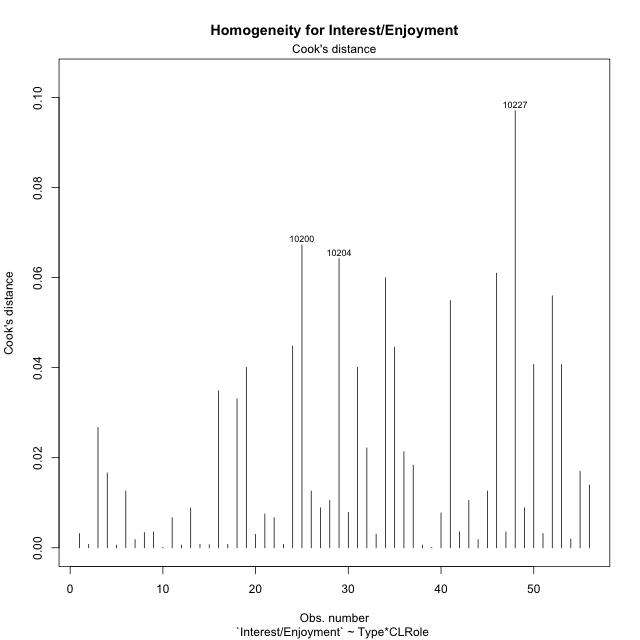 Homogeneity for Interest/Enjoyment
Cook's distance
10227
10200
10204
Cook's distance
0.10
0.08
0.06
0.04
0.02
0.00
0 10 20 30 40 50
Obs. number
`Interest/Enjoyment` ~ Type*CLRole